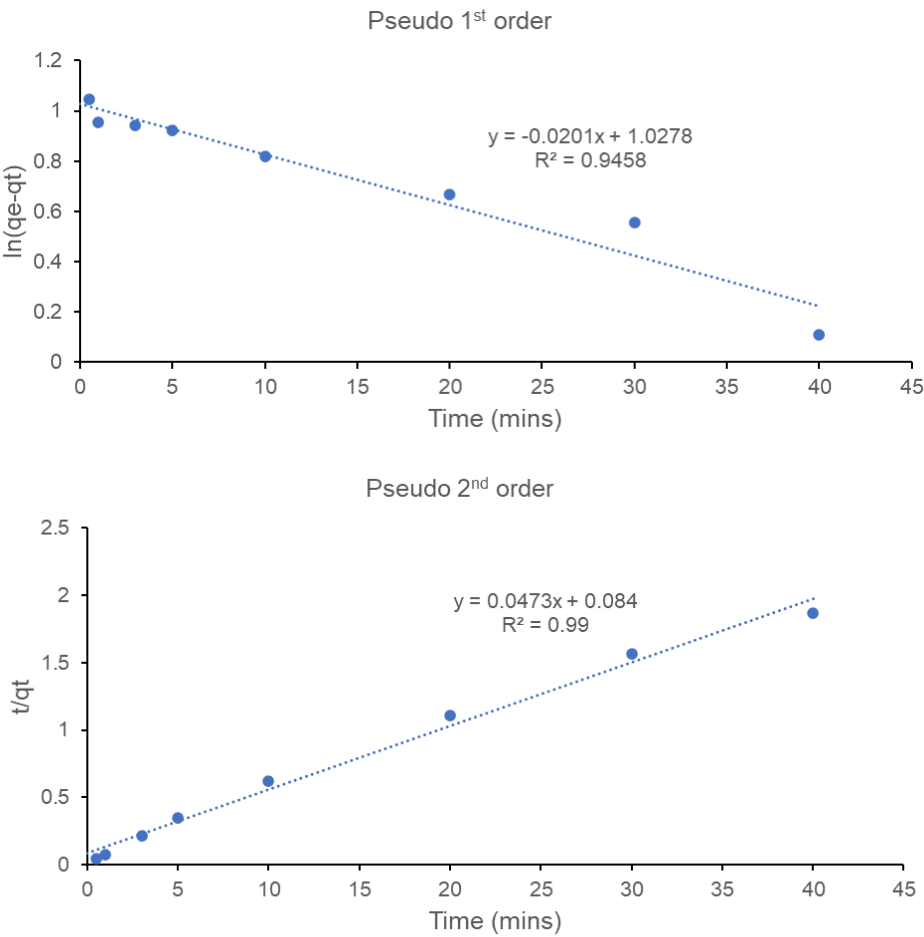 Pseudo 1st order
1.2
1
0.8
0.6
0.4
0.2
0
ln(qe-qt)
y = -0.0201x + 1.0278
R² = 0.9458
0 5 10 15 20 25 30 35 40 45
Time (mins)
Pseudo 2nd order
2.5
2
1.5
1
0.5
0
t/qt
y = 0.0473x + 0.084
R² = 0.99
0 5 10 15 20 25 30 35 40 45
Time (mins)